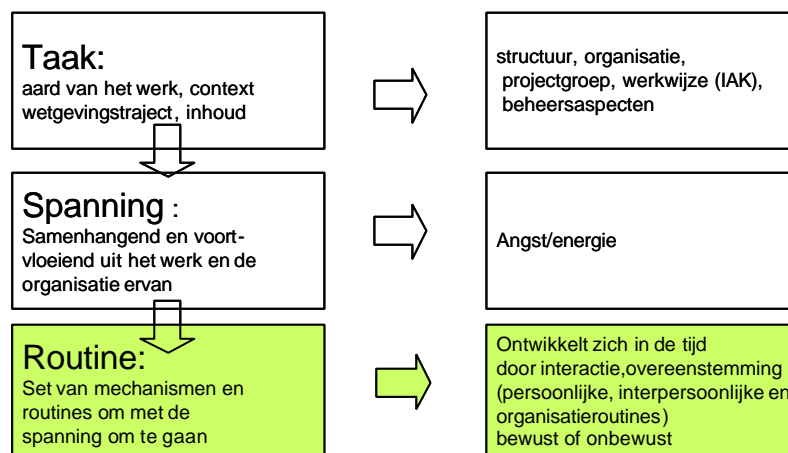 Taak:
aard van het werk, context
wetgevingstraject, inhoud
structuur, organisatie,
projectgroep, werkwijze (IAK),
beheersaspecten
Spanning :
Samenhangend en voort-
vloeiend uit het werk en de
organisatie ervan
Angst/energie
Routine:
Set van mechanismen en
routines om met de
spanning om te gaan
Ontwikkelt zich in de tijd
door interactie,overeenstemming
(persoonlijke, interpersoonlijke en
organisatieroutines)
bewust of onbewust